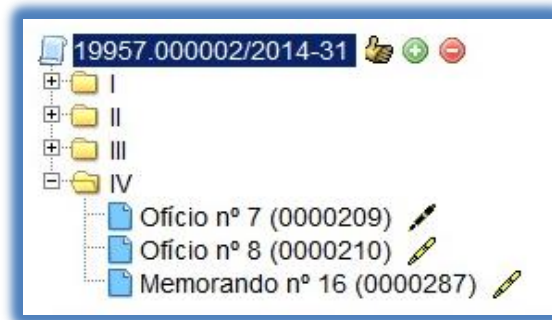 19957.000002/2014-31
I
II
III
IV
Ofício nº 7 (0000209)
Ofício nº 8 (0000210)
Memorando nº 16 (0000287)